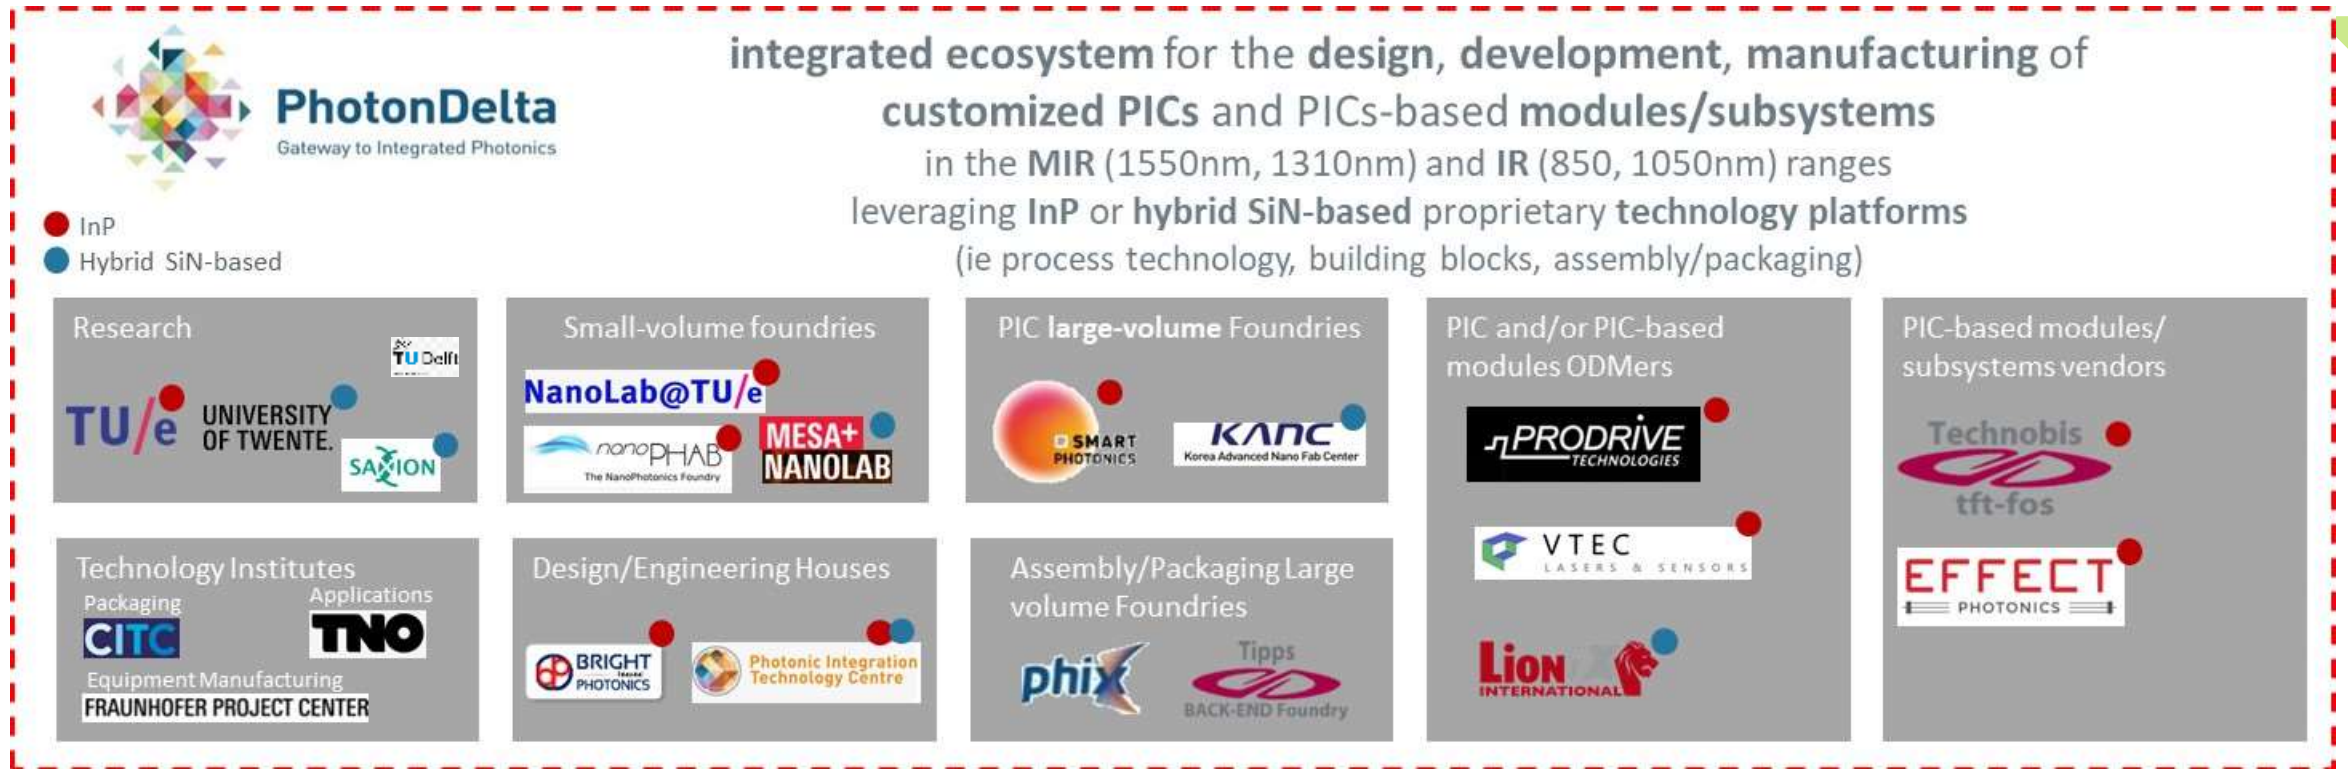 PhotonDelta
Gateway to Integrated Photonics
integrated ecosystem for the design, development, manufacturing of
customized PICs and PICs-based modules/subsystems
in the MIR (1550nm, 1310nm) and IR (850, 1050nm) ranges
leveraging InP or hybrid SiN-based proprietary technology platforms
(ie process technology, building blocks, assembly/packaging)
InP
Hybrid SiN-based
Research
TU Delft
TU/e
UNIVERSITY
OF TWENTE.
SAXION
Small-volume foundries
NanoLab@TU/e
nanoPHAB
The NanoPhotonics Foundry
MESA+
NANOLAB
PIC large-volume Foundries
SMART
PHOTONICS
KANC
Korea Advanced Nano Fab Center
PIC and/or PIC-based
modules ODMers
PRODRIVE
TECHNOLOGIES
VTEC
LASERS & SENSORS
LION
INTERNATIONAL
PIC-based modules/
subsystems vendors
Technobis
tft-fos
EFFECT
PHOTONICS
Technology Institutes
Packaging
CITC
Applications
TNO
Equipment Manufacturing
FRAUNHOFER PROJECT CENTER
Design/Engineering Houses
BRIGHT
PHOTONICS
Photonic Integration
Technology Centre
Assembly/Packaging Large
volume Foundries
phix
Tipps
BACK-END Foundry